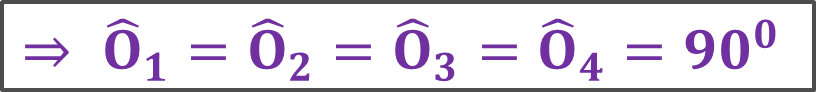 ⇒ Ô₁ = Ô₂ = Ô₃ = Ô₄ = 90⁰